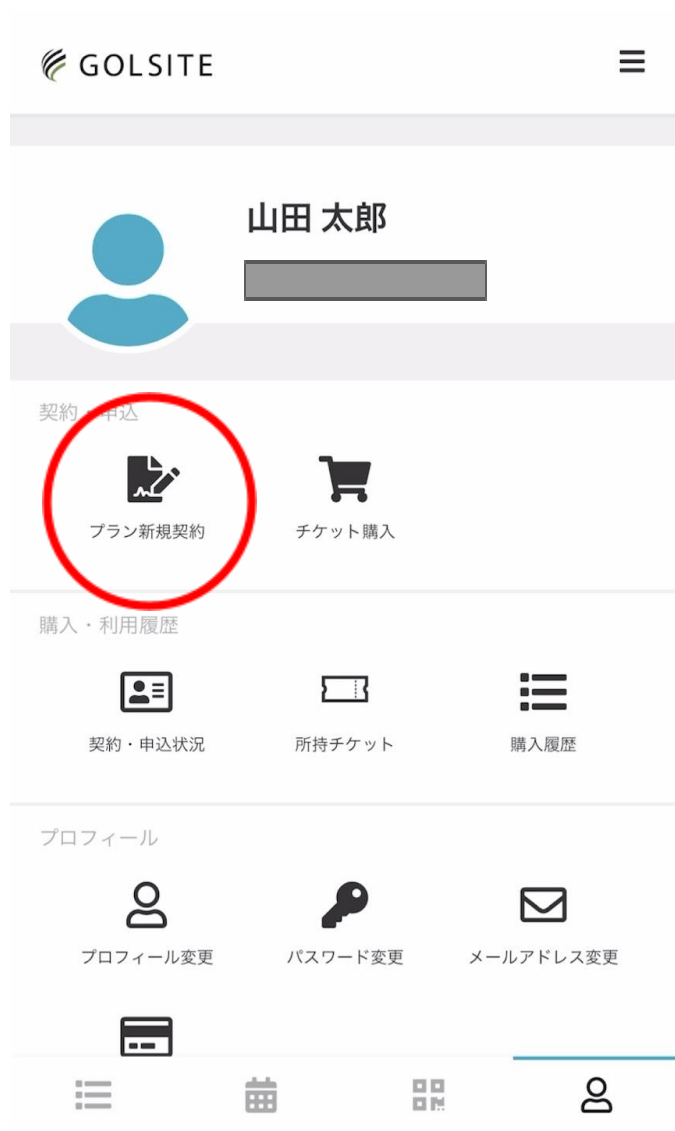 GOLSITE
山田 太郎
契約・申込
プラン新規契約
チケット購入
購入・利用履歴
契約・申込状況
所持チケット
購入履歴
プロフィール
プロフィール変更
パスワード変更
メールアドレス変更